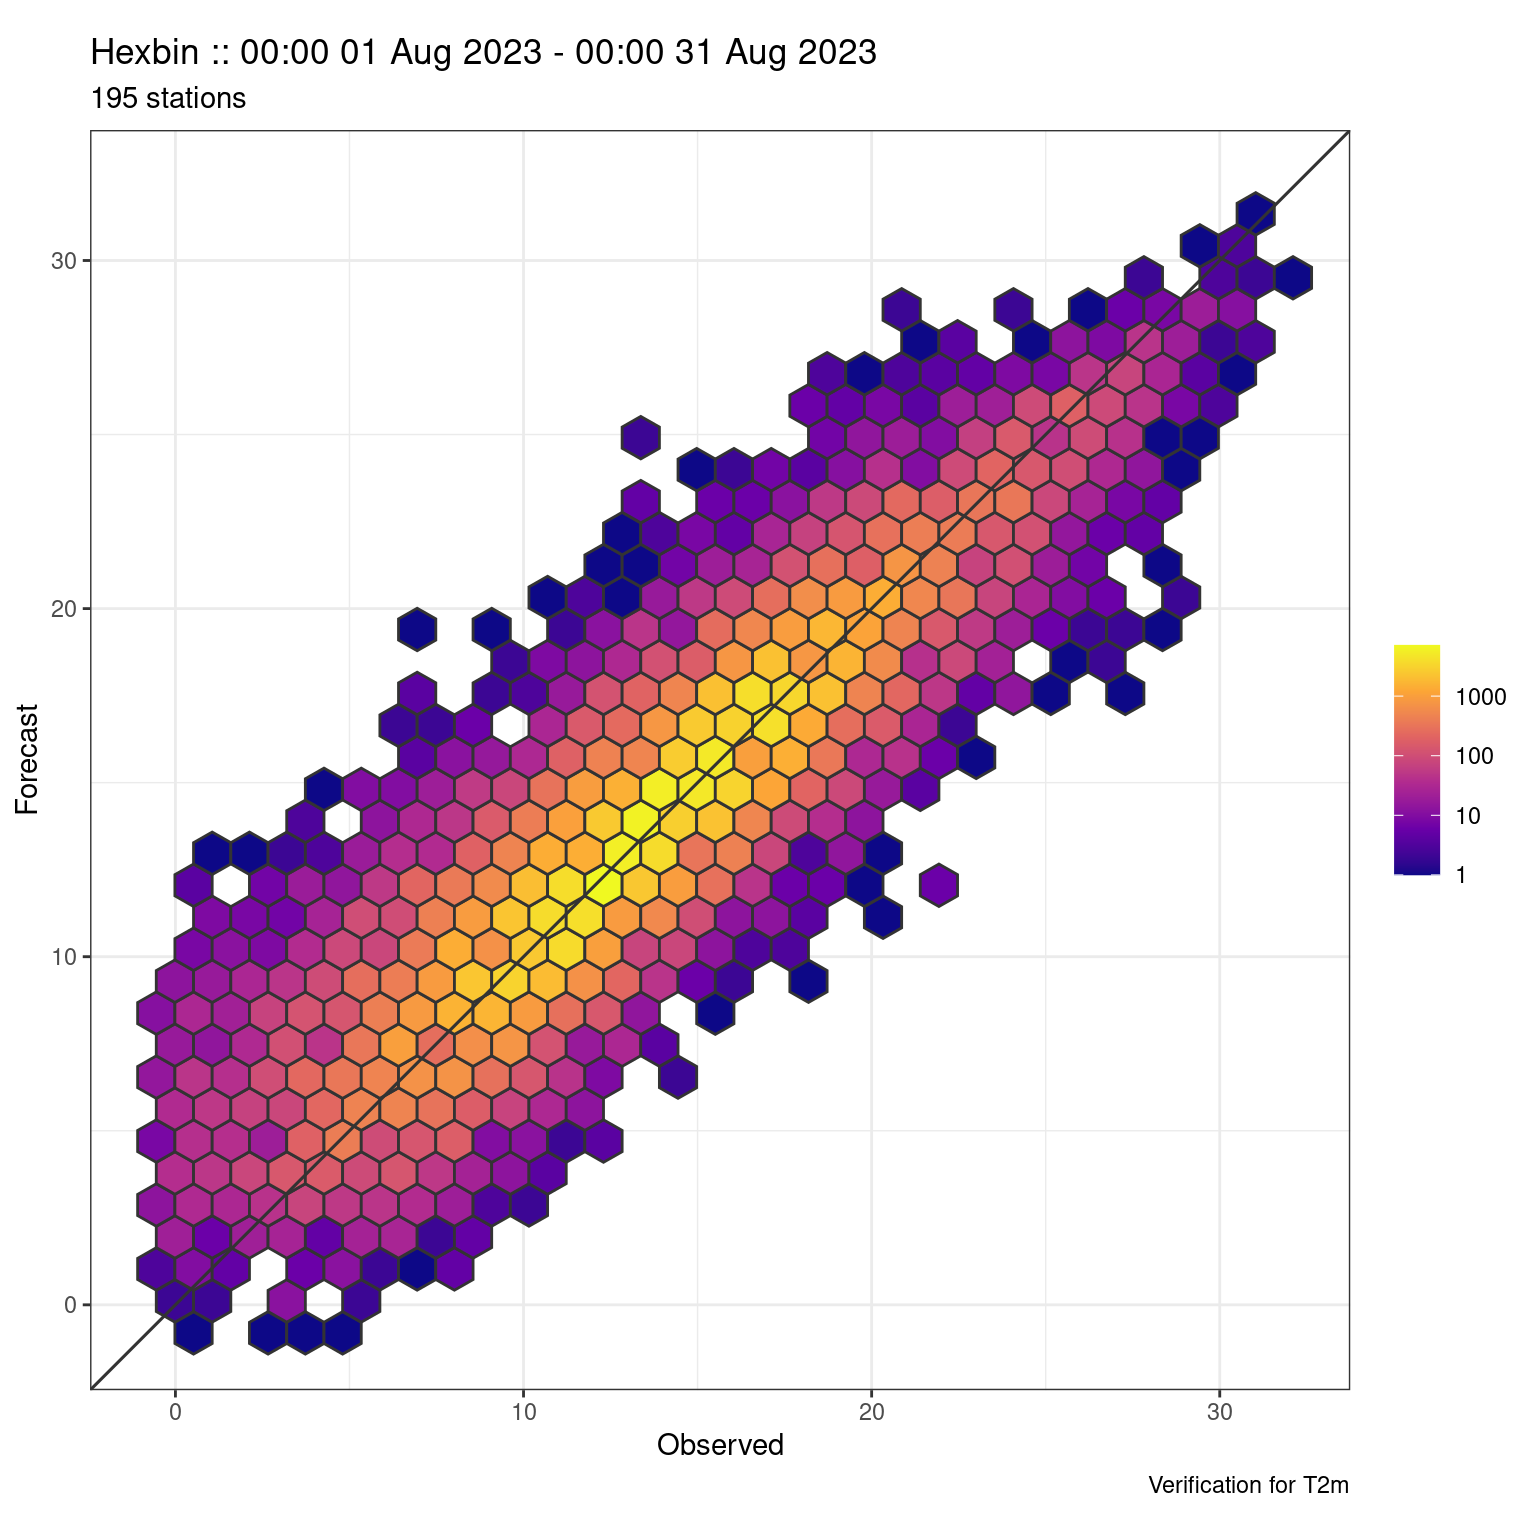 Hexbin :: 00:00 01 Aug 2023 - 00:00 31 Aug 2023
195 stations
30
20
10
0
Forecast
0 10 20 30
Observed
1000
100
10
1
Verification for T2m